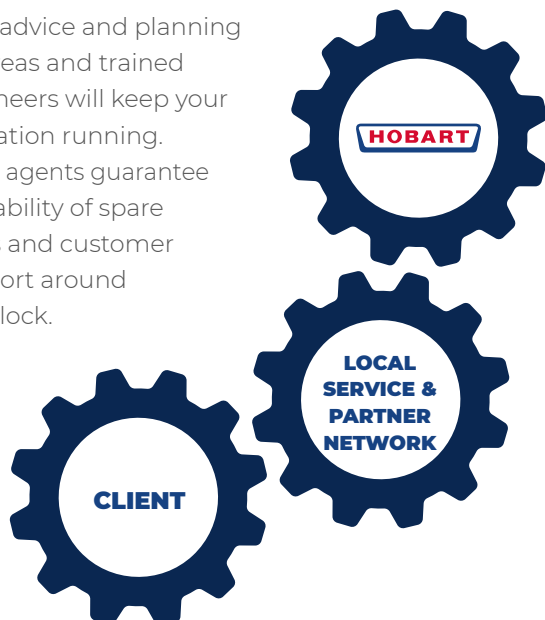 advice and planning
eas and trained
neers will keep your
ation running.
agents guarantee
ability of spare
and customer
ort around
lock.
HOBART
LOCAL
SERVICE &
PARTNER
NETWORK
CLIENT